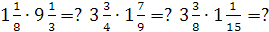 1 1/8 · 9 1/3 =? 3 3/4 · 1 7/9 =? 3 3/8 · 1 1/15 =?